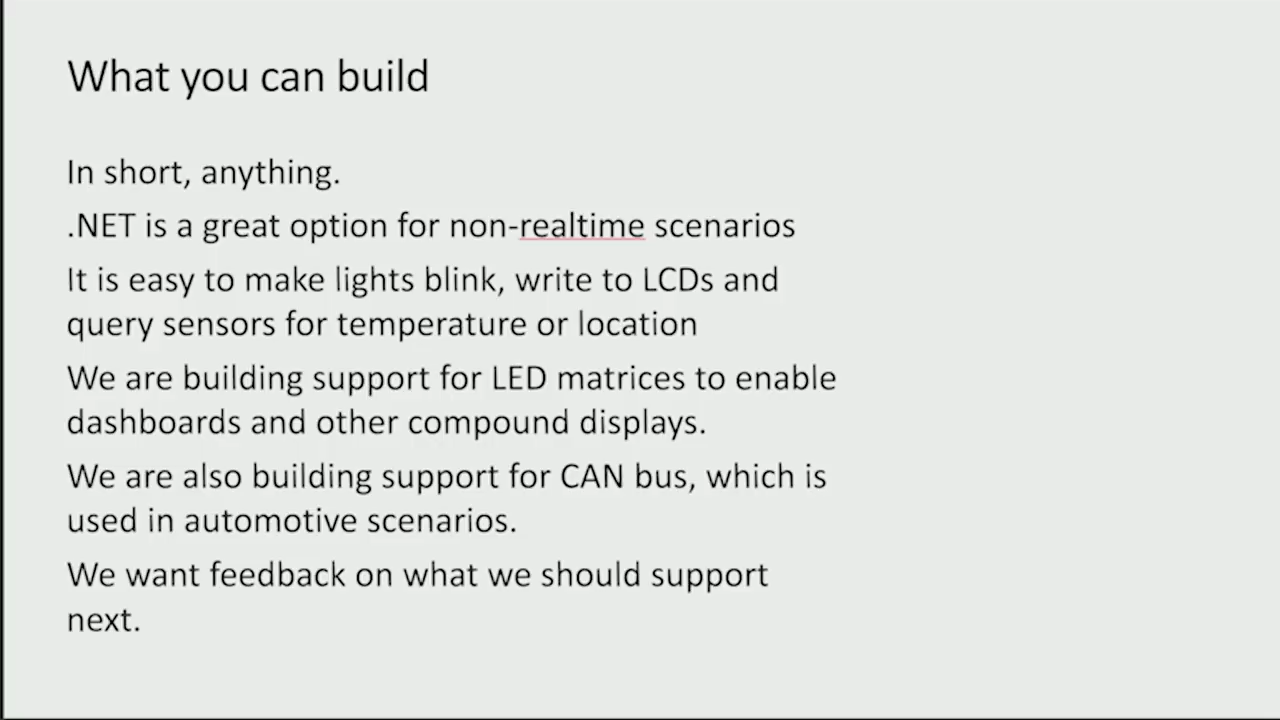 What you can build
In short, anything.
.NET is a great option for non-realtime scenarios
It is easy to make lights blink, write to LCDs and
query sensors for temperature or location
We are building support for LED matrices to enable
dashboards and other compound displays.
We are also building support for CAN bus, which is
used in automotive scenarios.
We want feedback on what we should support
next.